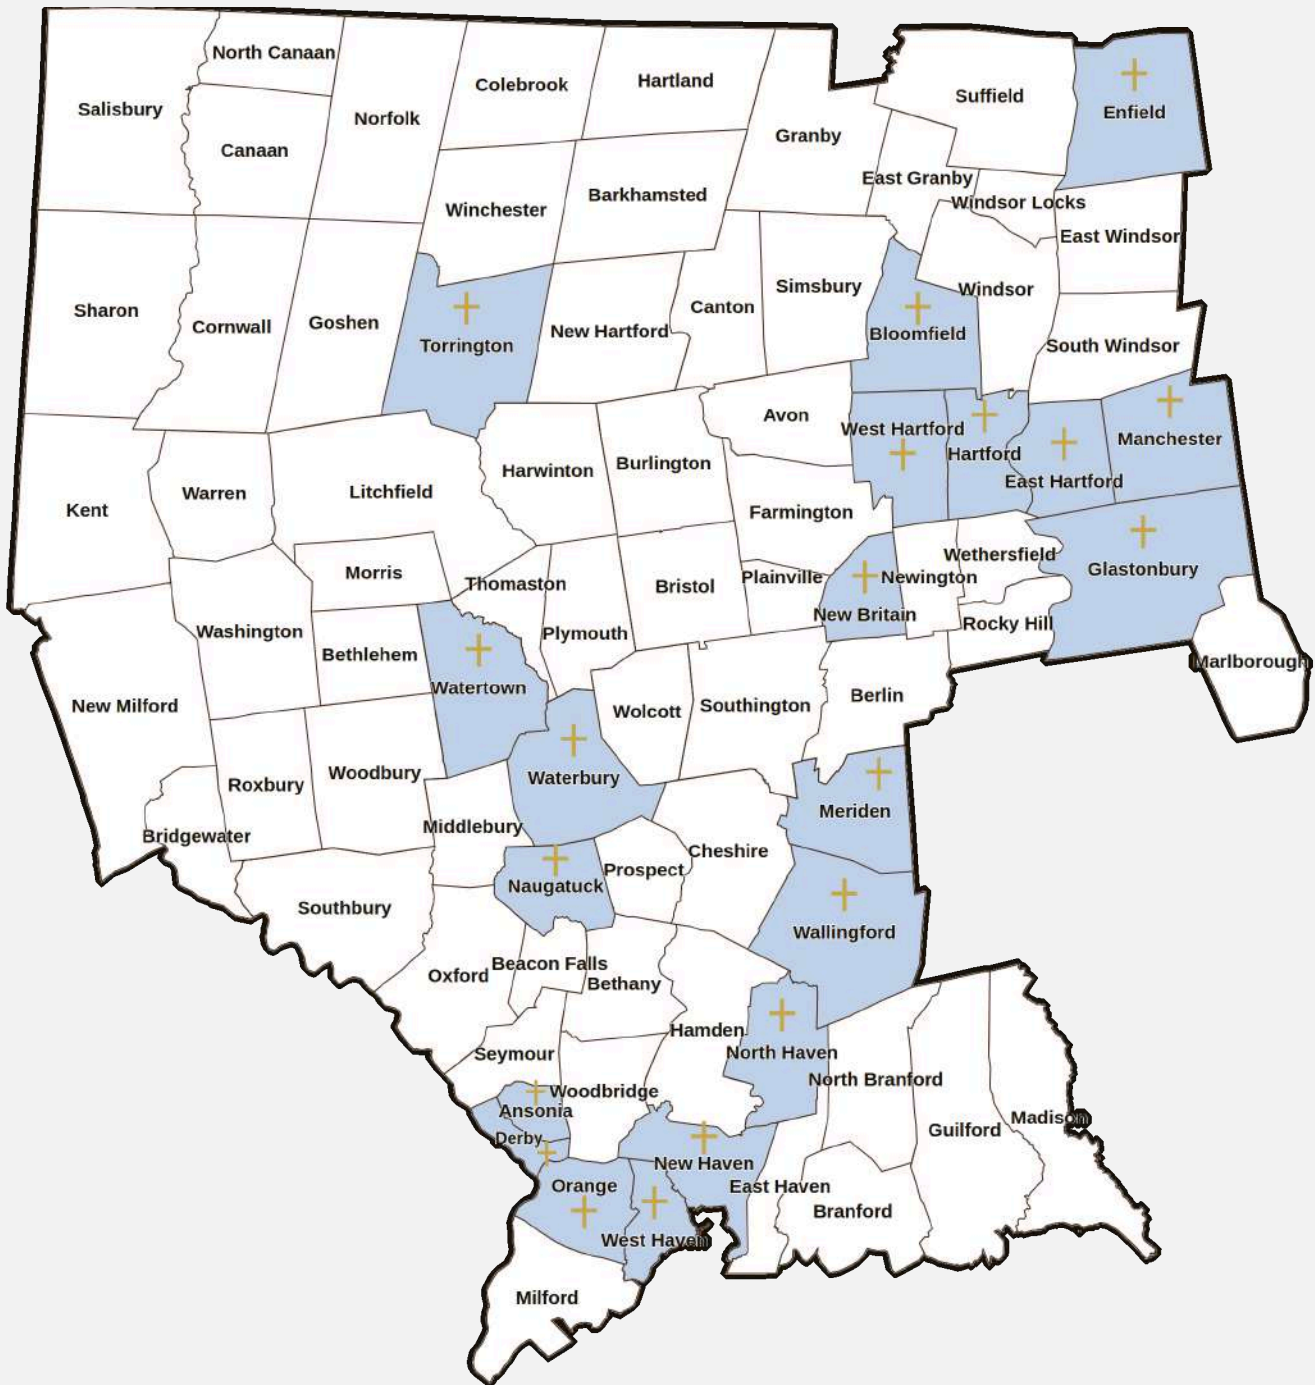 North Canaan
Salisbury
Canaan
Norfolk
Colebrook
Hartland
Granby
Suffield
Enfield
East Granby
Windsor Locks
East Windsor
Winchester
Barkhamsted
Sharon
Cornwall
Goshen
Torrington
New Hartford
Canton
Simsbury
Bloomfield
Windsor
South Windsor
Kent
Warren
Litchfield
Harwinton
Burlington
Avon
West Hartford
Hartford
East Hartford
Manchester
Farmington
Morris
Thomaston
Bristol
Plainville
Newington
Wethersfield
Glastonbury
Washington
Bethlehem
Plymouth
New Britain
Rocky Hill
Marlborough
New Milford
Watertown
Wolcott
Southington
Berlin
Roxbury
Woodbury
Waterbury
Meriden
Bridgewater
Middlebury
Cheshire
Prospect
Naugatuck
Southbury
Wallingford
Oxford
Beacon Falls
Bethany
Hamden
North Haven
Seymour
Woodbridge
North Branford
Ansonia
Derby
Madison
Guilford
New Haven
East Haven
Orange
Branford
West Haven
Milford